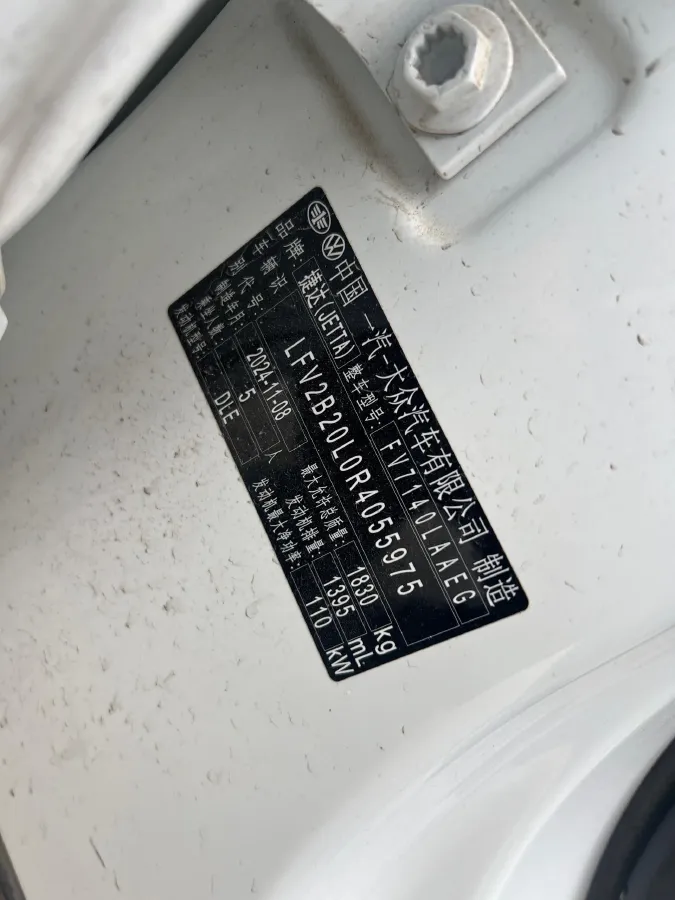 中国 一汽-大众汽车有限公司 制造
品牌: 捷达(JETTA) 整车型号: FV7140LAAEG
车辆识别代号: LFV2B20L0R4055975
制造年月: 2024-11-08 最大允许总质量: 1830 kg
乘坐人数: 5 人 发动机排量: 1395 mL
发动机型号: DLE 发动机最大净功率: 110 kW